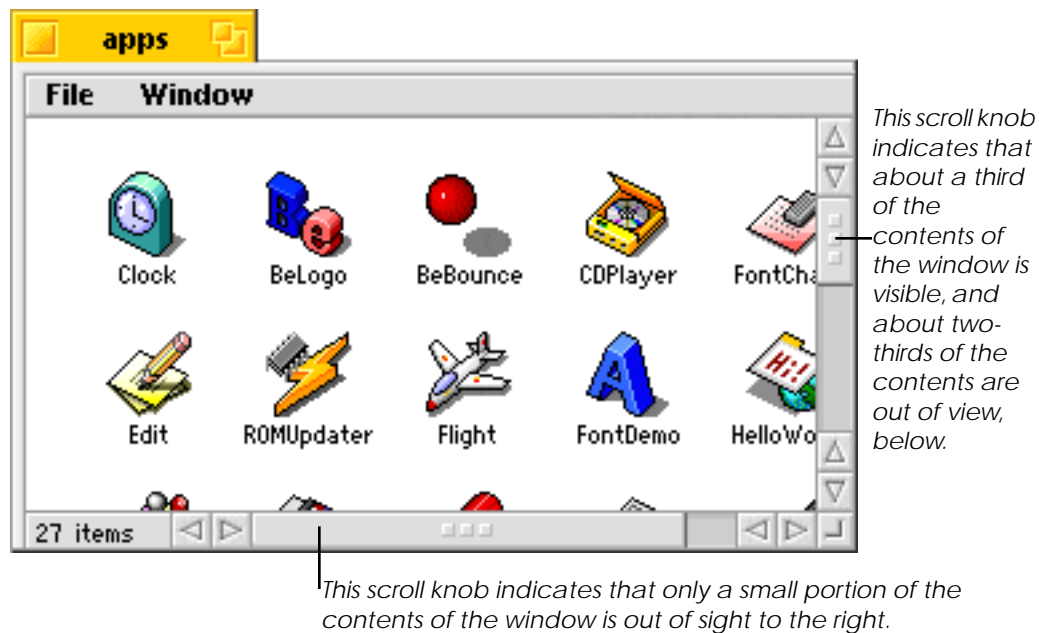 apps
File Window
Clock BeLogo BeBounce CDPlayer FontCha
Edit ROMUpdater Flight FontDemo HelloWo
27 items
This scroll knob
indicates that
about a third
of the
contents of
the window is
visible, and
about two-
thirds of the
contents are
out of view,
below.
This scroll knob indicates that only a small portion of the
contents of the window is out of sight to the right.